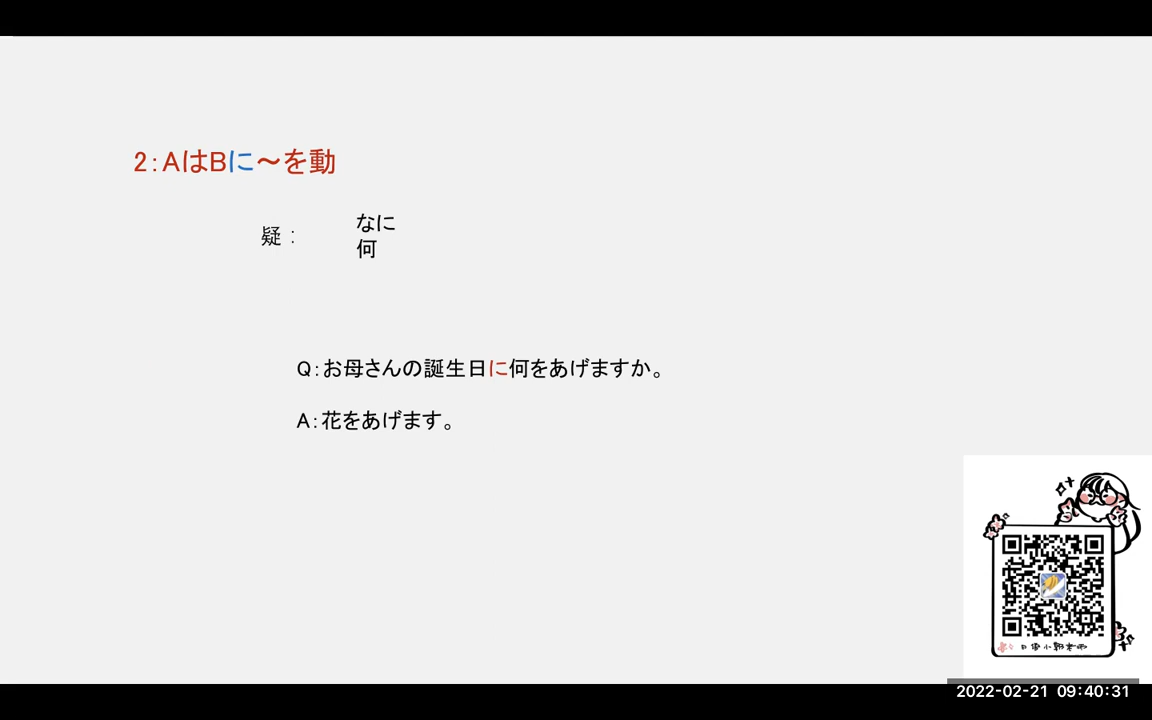 2:AはBに～を動
疑:
なに
何
Q:お母さんの誕生日に何をあげますか。
A:花をあげます。
2022-02-21 09:40:31